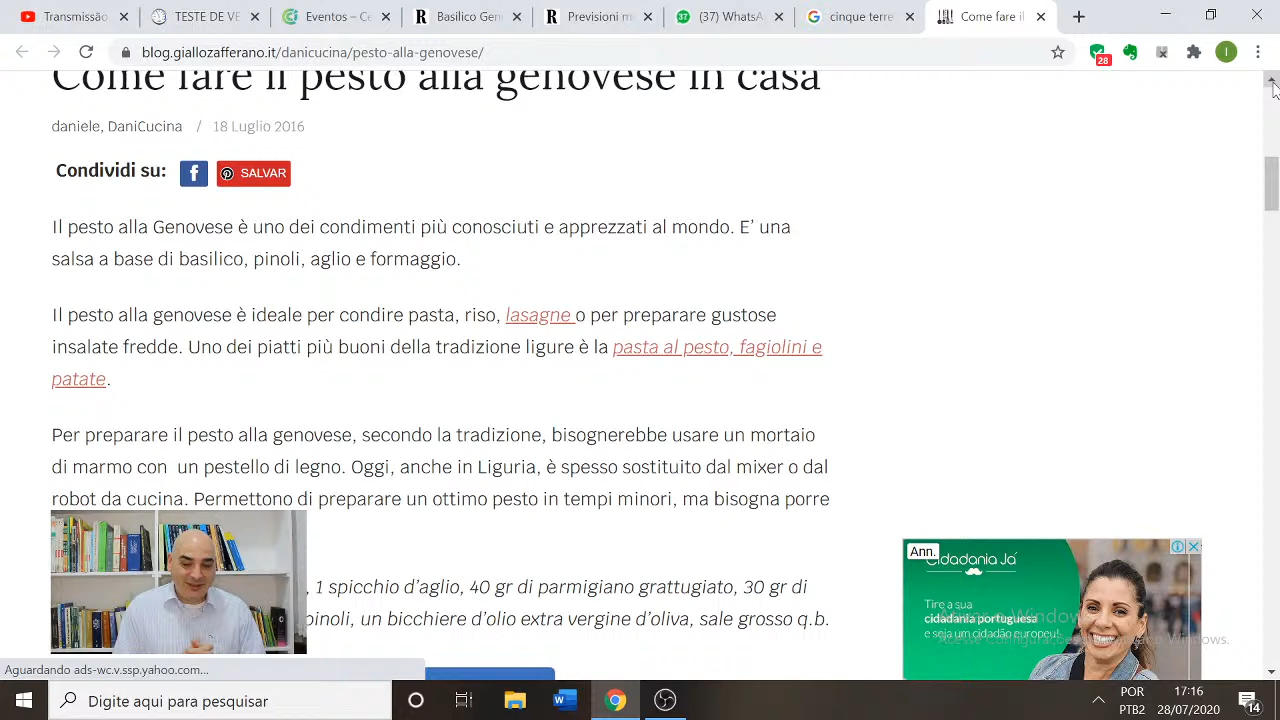 Transmissão
TESTE DE VE
Eventos – Ce
Basilico Gen
Previsioni m
(37) WhatsA
cinque terre
Come fare il
blog.giallozafferano.it/danicucina/pesto-alla-genovese/
28
I
Come fare il pesto alla genovese in casa
daniele, DaniCucina / 18 Luglio 2016
Condividi su: SALVAR
Il pesto alla Genovese è uno dei condimenti più conosciuti e apprezzati al mondo. E’ una
salsa a base di basilico, pinoli, aglio e formaggio.
Il pesto alla genovese è ideale per condire pasta, riso, lasagne o per preparare gustose
insalate fredde. Uno dei piatti più buoni della tradizione ligure è la pasta al pesto, fagiolini e
patate.
Per preparare il pesto alla genovese, secondo la tradizione, bisognerebbe usare un mortaio
di marmo con un pestello di legno. Oggi, anche in Liguria, è spesso sostituito dal mixer o dal
robot da cucina. Permettono di preparare un ottimo pesto in tempi minori, ma bisogna porre
, 1 spicchio d’aglio, 40 gr di parmigiano grattugiato, 30 gr di
pinoli, un bicchiere d’olio extra vergine d’oliva, sale grosso q.b.
Ann.
Cidadania Já
Tire a sua
cidadania portuguesa
e seja um cidadão europeu!
Ativar o Windows
Aguardando ads-wc.v.ssp.yahoo.com...
Digite aqui para pesquisar
POR
PTB2
17:16
28/07/2020
14